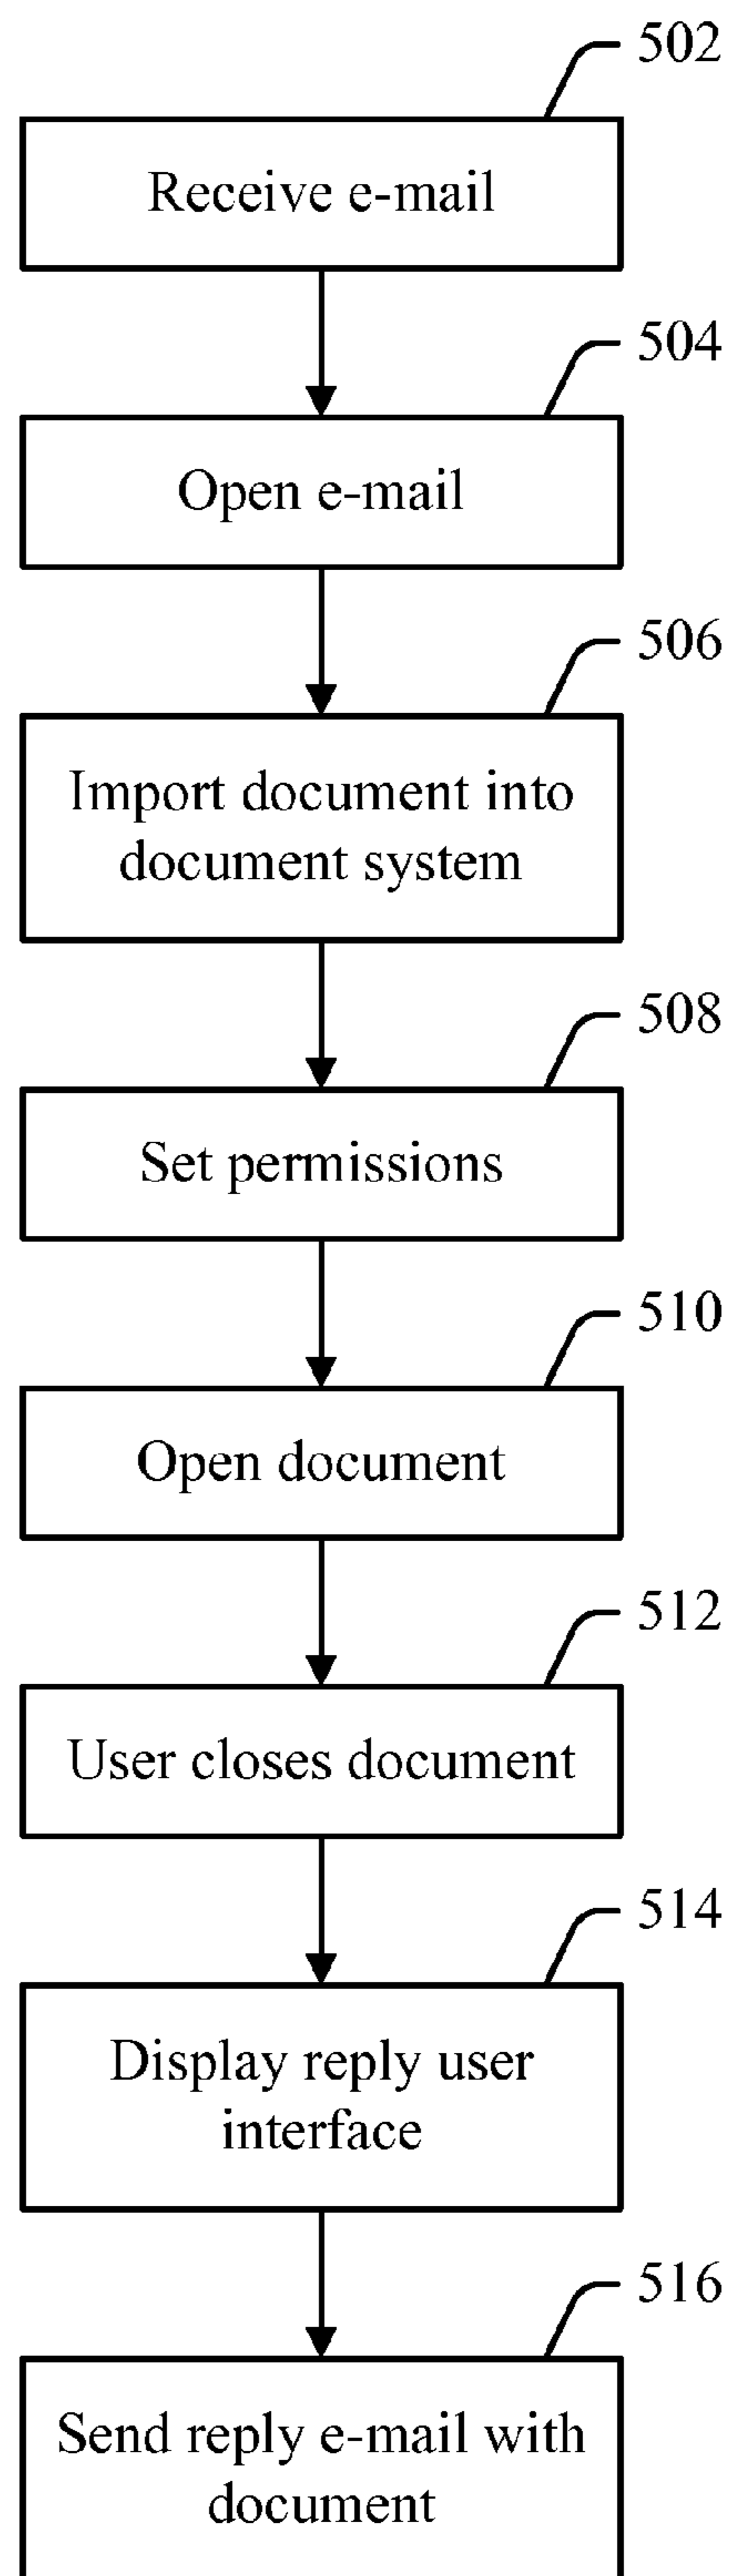 502
Receive e-mail
504
Open e-mail
506
Import document into
document system
508
Set permissions
510
Open document
512
User closes document
514
Display reply user
interface
516
Send reply e-mail with
document